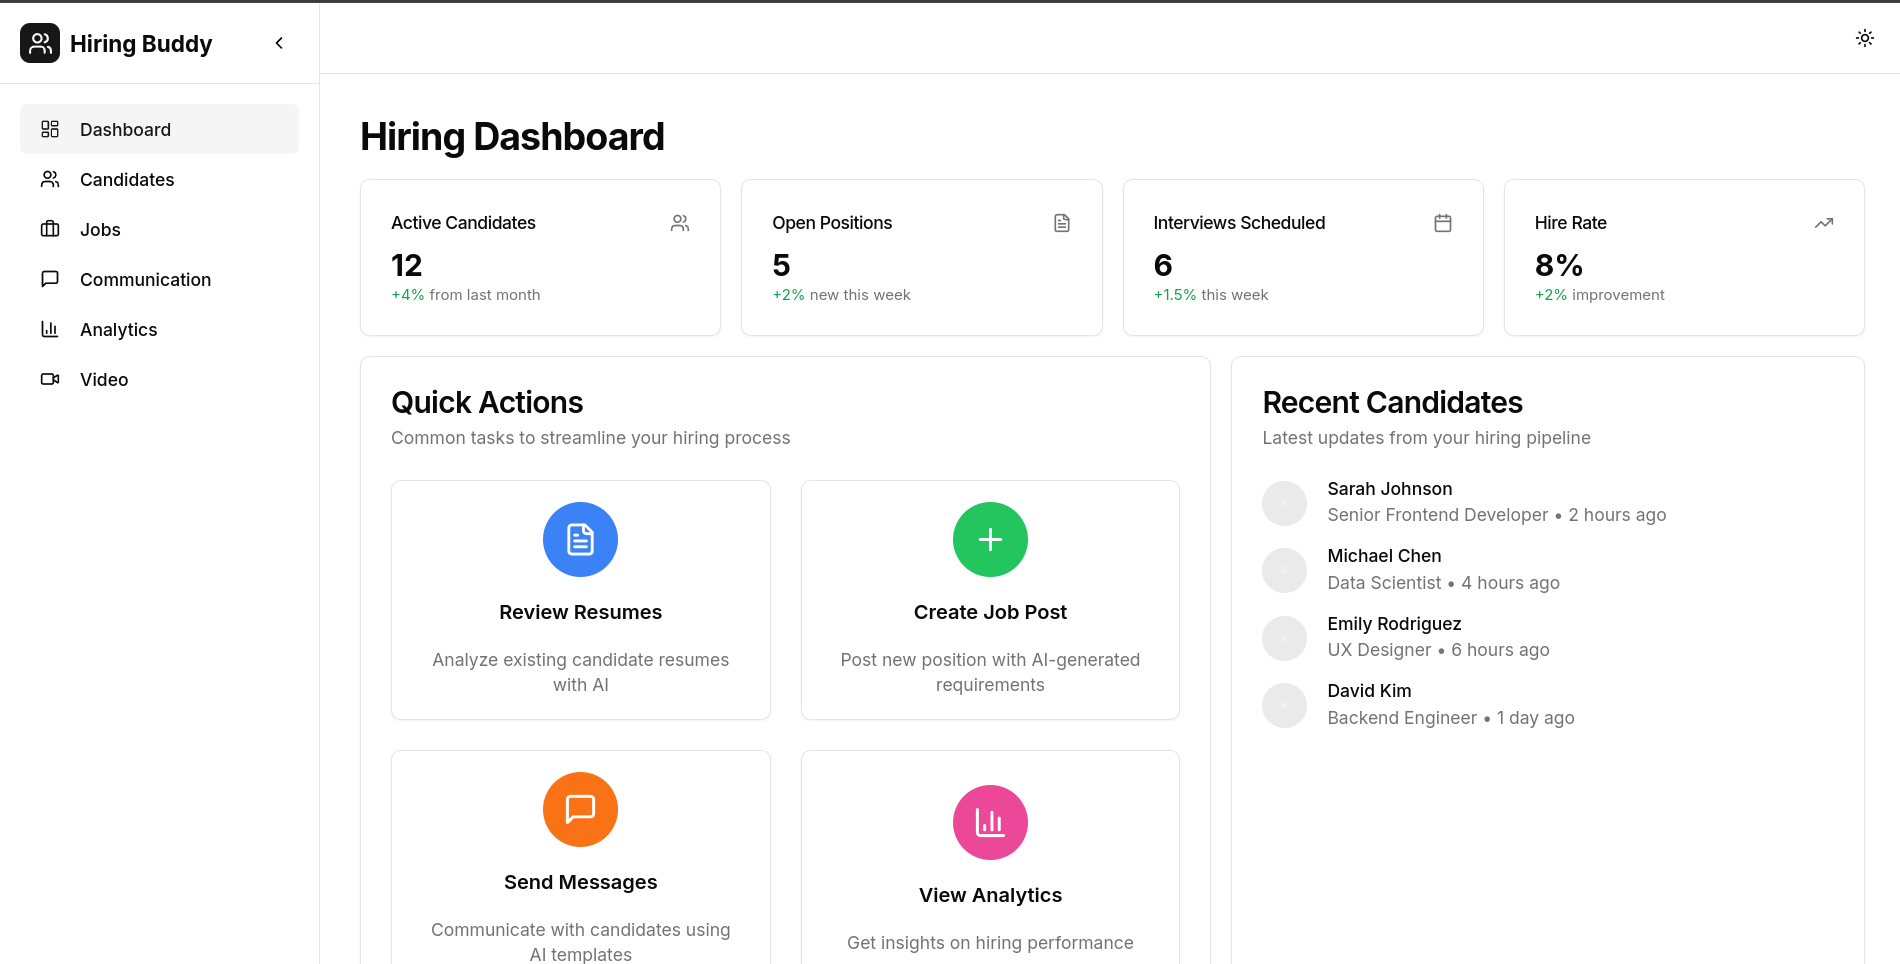 Hiring Buddy
Dashboard
Candidates
Jobs
Communication
Analytics
Video
Hiring Dashboard
Active Candidates
12
+4% from last month
Open Positions
5
+2% new this week
Interviews Scheduled
6
+1.5% this week
Hire Rate
8%
+2% improvement
Quick Actions
Common tasks to streamline your hiring process
Review Resumes
Analyze existing candidate resumes
with AI
Create Job Post
Post new position with AI-generated
requirements
Send Messages
Communicate with candidates using
AI templates
View Analytics
Get insights on hiring performance
Recent Candidates
Latest updates from your hiring pipeline
Sarah Johnson
Senior Frontend Developer • 2 hours ago
Michael Chen
Data Scientist • 4 hours ago
Emily Rodriguez
UX Designer • 6 hours ago
David Kim
Backend Engineer • 1 day ago